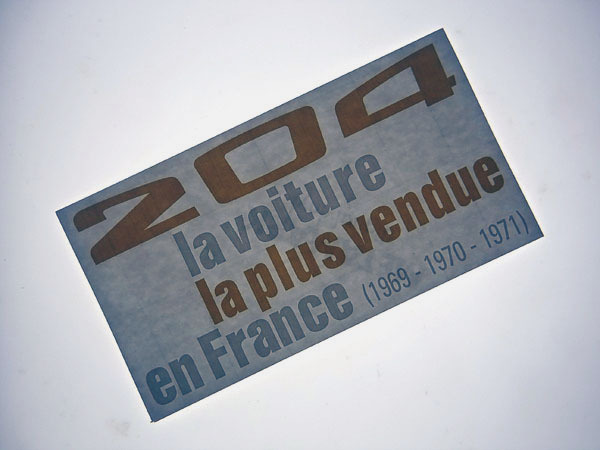 204
la voiture
la plus vendue
en France (1969 - 1970 - 1971)